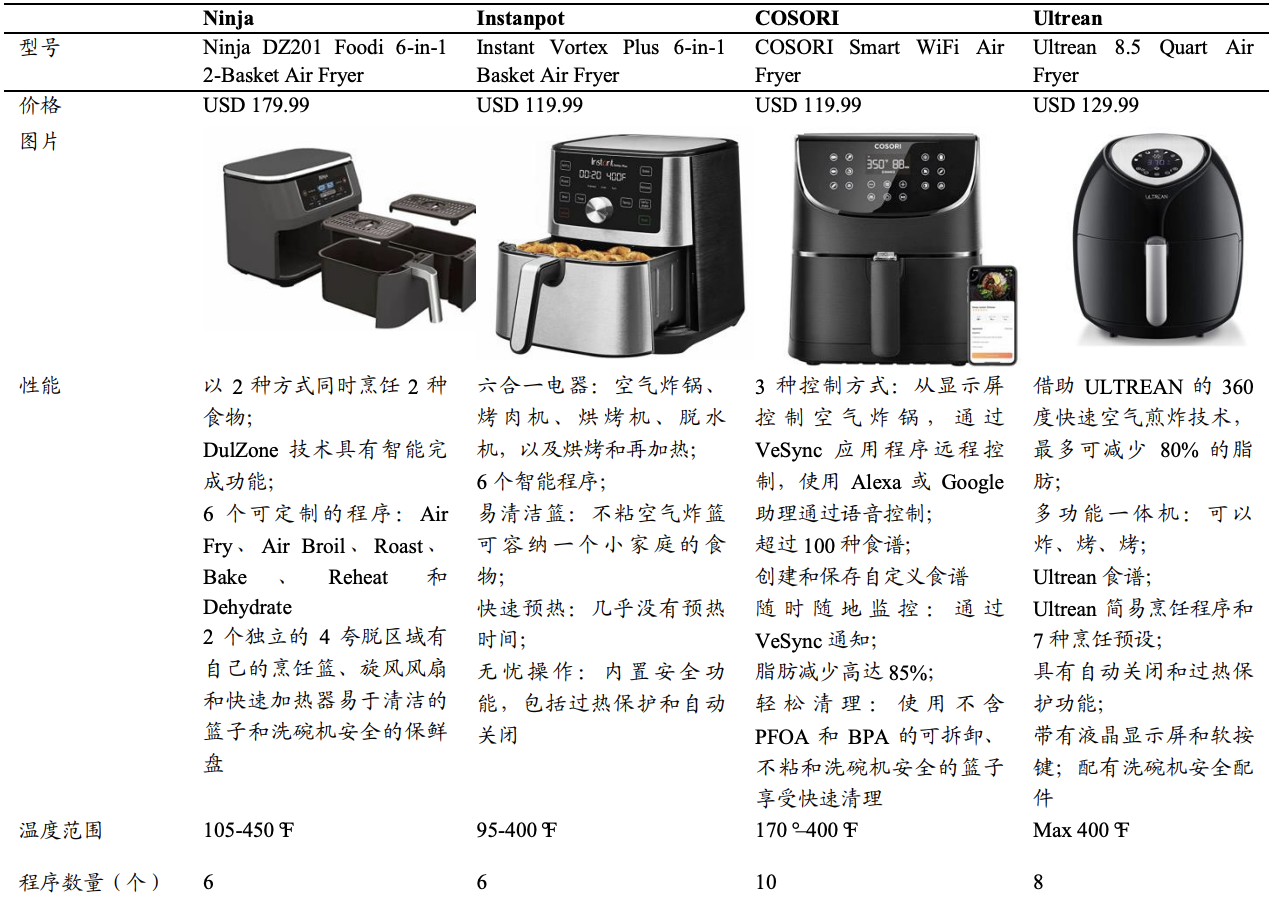 Ninja Instanpot COSORI Ultrean
型号 Ninja DZ201 Foodi 6-in-1 2-Basket Air Fryer Instant Vortex Plus 6-in-1 Basket Air Fryer COSORI Smart WiFi Air Fryer Ultrean 8.5 Quart Air Fryer
价格 USD 179.99 USD 119.99 USD 119.99 USD 129.99
图片
Instant
00:20 400F
COSORI
350° 88
ULTREAN
性能
以 2 种方式同时烹饪 2 种
食物;
DulZone 技术具有智能完
成功能;
6 个可定制的程序：Air
Fry、Air Broil、Roast、
Bake 、 Reheat 和
Dehydrate
2 个独立的 4 夸脱区域有
自己的烹饪篮、旋风风扇
和快速加热器易于清洁的
篮子和洗碗机安全的保鲜
盘
六合一电器：空气炸锅、
烤肉机、烘烤机、脱水
机，以及烘烤和再加热;
6 个智能程序;
易清洁篮：不粘空气炸篮
可容纳一个小家庭的食
物;
快速预热：几乎没有预热
时间;
无忧操作：内置安全功
能，包括过热保护和自动
关闭
3 种控制方式：从显示屏
控制空气炸锅，通过
VeSync 应用程序远程控
制，使用 Alexa 或 Google
助理通过语音控制;
超过 100 种食谱;
创建和保存自定义食谱
随时随地监控：通过
VeSync 通知;
脂肪减少高达 85%;
轻松清理：使用不含
PFOA 和 BPA 的可拆卸、
不粘和洗碗机安全的篮子
享受快速清理
借助 ULTREAN 的 360
度快速空气煎炸技术，
最多可减少 80% 的脂
肪;
多功能一体机：可以
炸、烤、烤;
Ultrean 食谱;
Ultrean 简易烹饪程序和
7 种烹饪预设;
具有自动关闭和过热保
护功能;
带有液晶显示屏和软按
键；配有洗碗机安全配
件
温度范围 105-450 ℉ 95-400 ℉ 170 °–400 ℉ Max 400 ℉
程序数量（个） 6 6 10 8